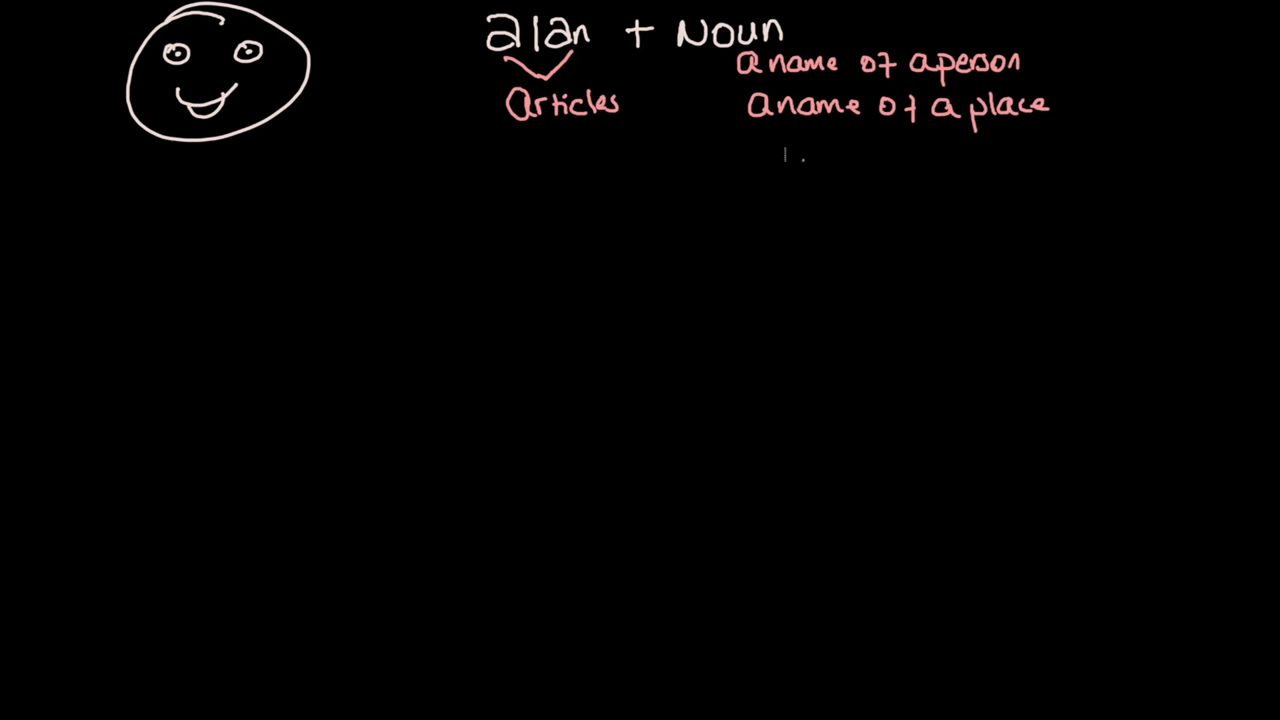 a/an + Noun
a name of a person
Articles
a name of a place